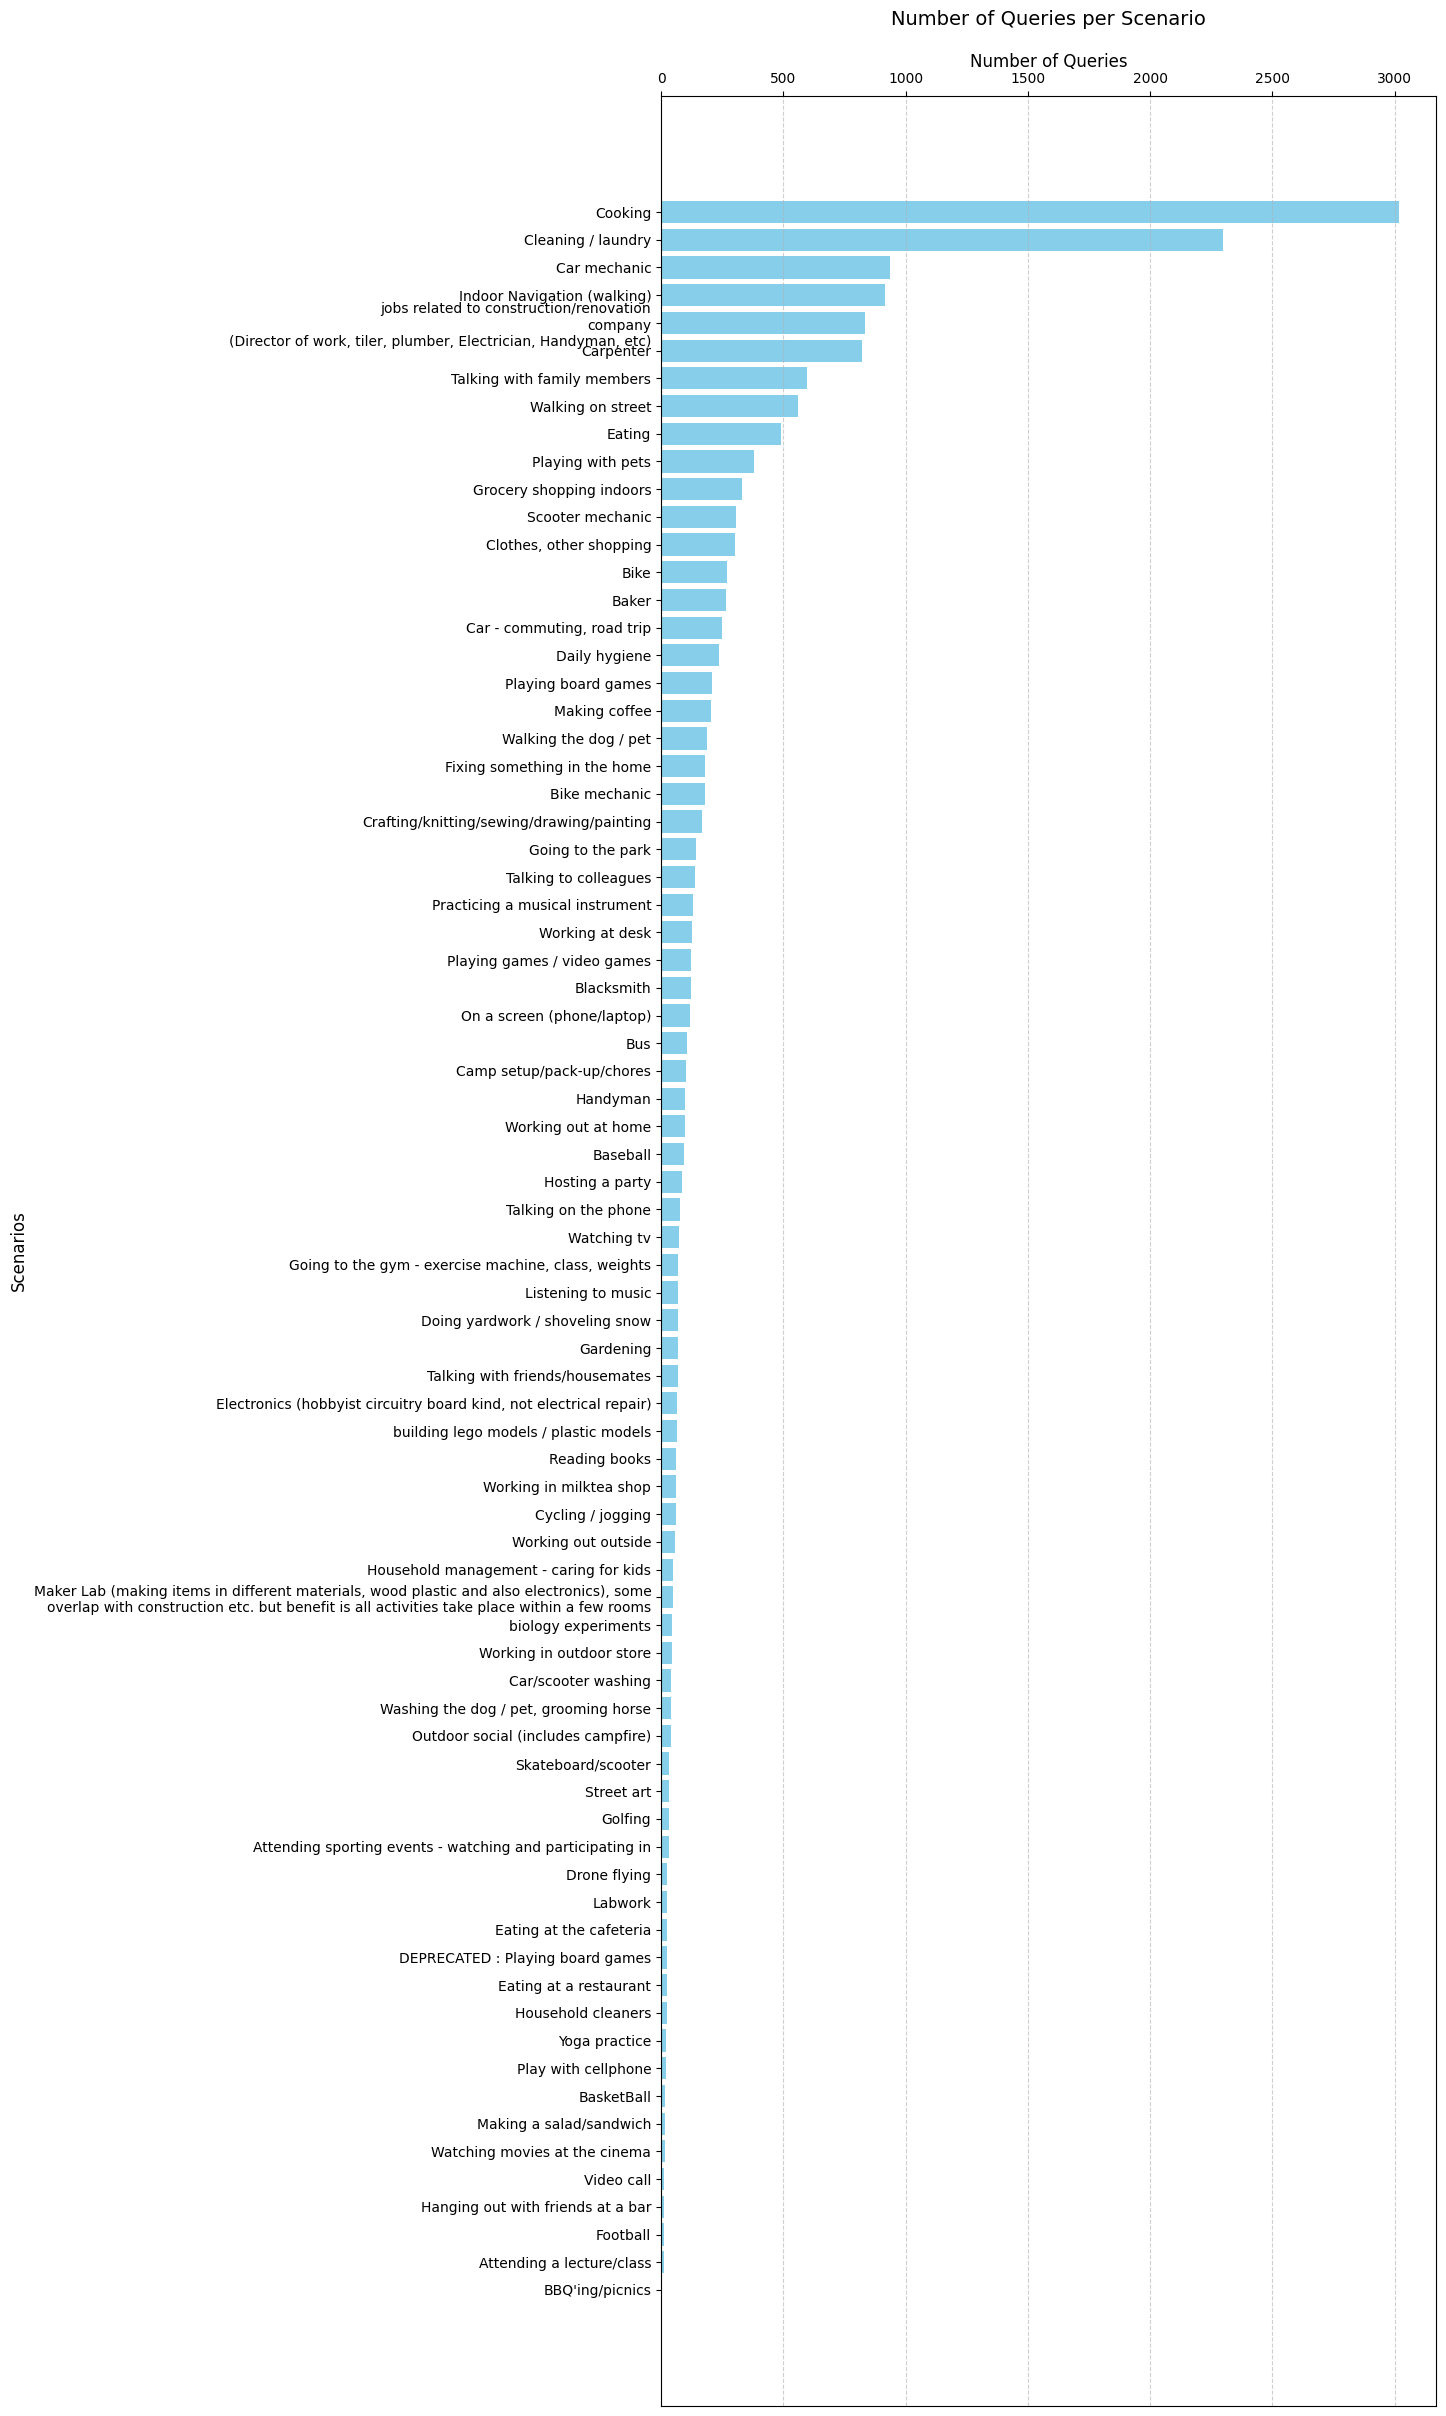 Number of Queries per Scenario
Number of Queries
0 500 1000 1500 2000 2500 3000
Cooking
Cleaning / laundry
Car mechanic
Indoor Navigation (walking)
jobs related to construction/renovation
company
(Director of work, tiler, plumber, Electrician, Handyman, etc)
Carpenter
Talking with family members
Walking on street
Eating
Playing with pets
Grocery shopping indoors
Scooter mechanic
Clothes, other shopping
Bike
Baker
Car - commuting, road trip
Daily hygiene
Playing board games
Making coffee
Walking the dog / pet
Fixing something in the home
Bike mechanic
Crafting/knitting/sewing/drawing/painting
Going to the park
Talking to colleagues
Practicing a musical instrument
Working at desk
Playing games / video games
Blacksmith
On a screen (phone/laptop)
Bus
Camp setup/pack-up/chores
Handyman
Working out at home
Baseball
Hosting a party
Talking on the phone
Watching tv
Going to the gym - exercise machine, class, weights
Listening to music
Doing yardwork / shoveling snow
Gardening
Talking with friends/housemates
Electronics (hobbyist circuitry board kind, not electrical repair)
building lego models / plastic models
Reading books
Working in milktea shop
Cycling / jogging
Working out outside
Household management - caring for kids
Maker Lab (making items in different materials, wood plastic and also electronics), some
overlap with construction etc. but benefit is all activities take place within a few rooms
biology experiments
Working in outdoor store
Car/scooter washing
Washing the dog / pet, grooming horse
Outdoor social (includes campfire)
Skateboard/scooter
Street art
Golfing
Attending sporting events - watching and participating in
Drone flying
Labwork
Eating at the cafeteria
DEPRECATED : Playing board games
Eating at a restaurant
Household cleaners
Yoga practice
Play with cellphone
BasketBall
Making a salad/sandwich
Watching movies at the cinema
Video call
Hanging out with friends at a bar
Football
Attending a lecture/class
BBQ'ing/picnics
Scenarios